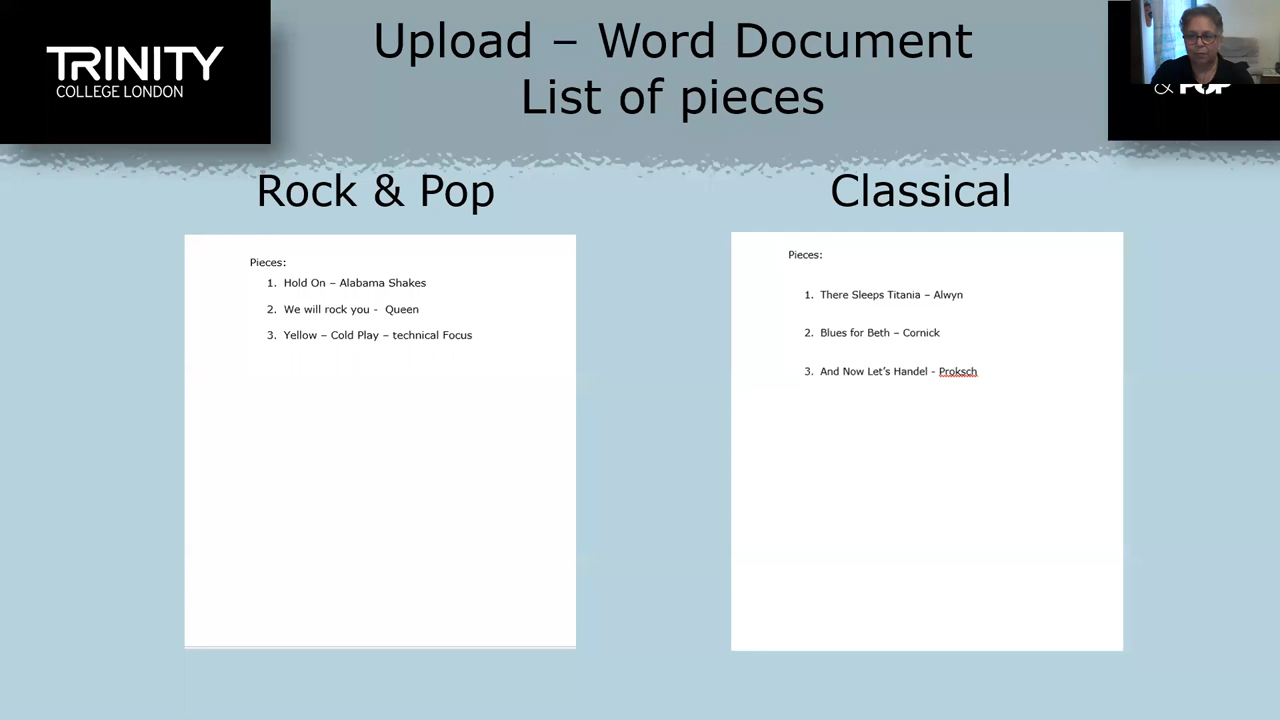 TRINITY
COLLEGE LONDON
Upload – Word Document
List of pieces
& POP
Rock & Pop
Pieces:
1. Hold On – Alabama Shakes
2. We will rock you -  Queen
3. Yellow – Cold Play – technical Focus
Classical
Pieces:
1. There Sleeps Titania – Alwyn
2. Blues for Beth – Cornick
3. And Now Let’s Handel - Proksch